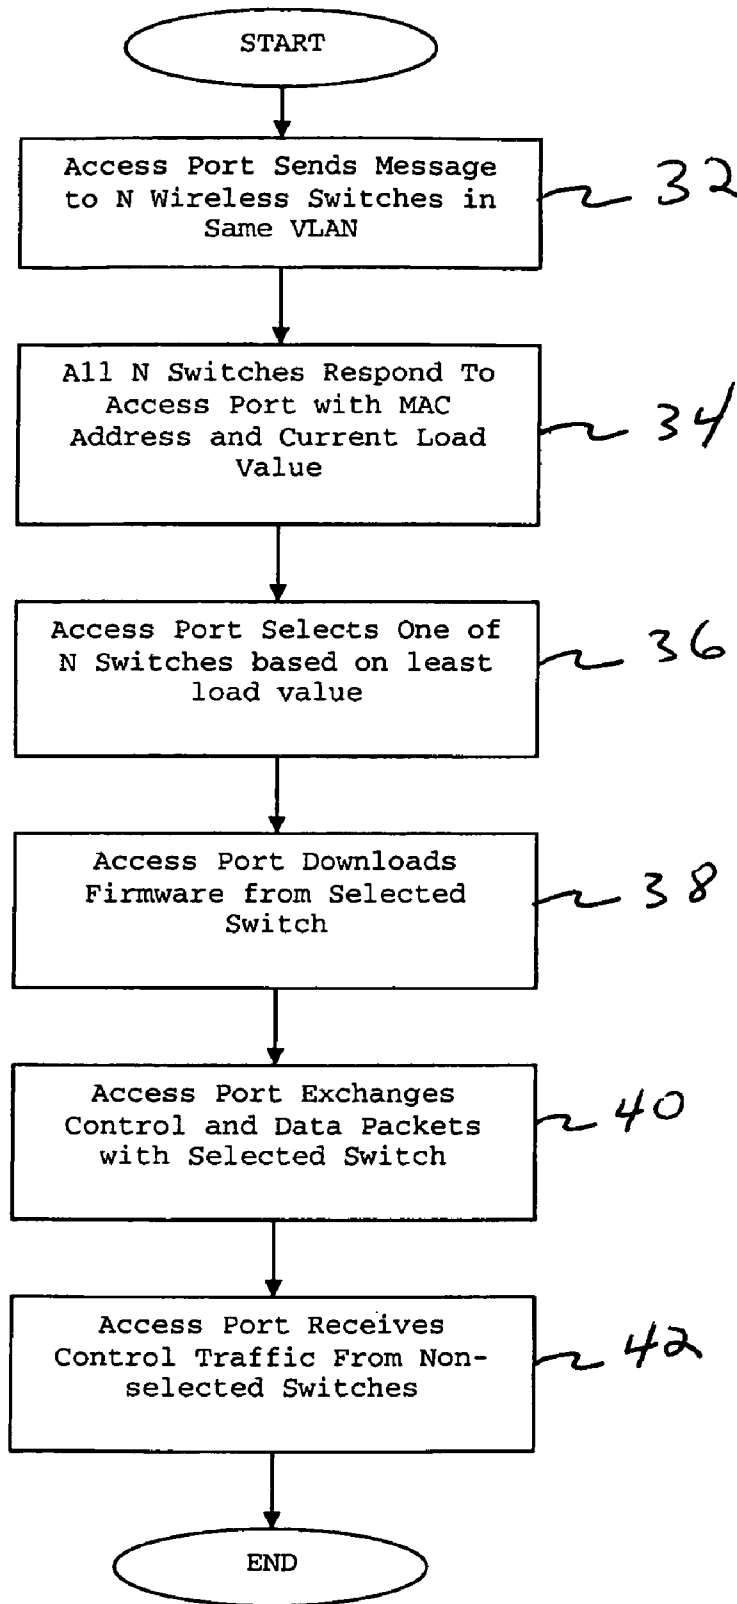 START
Access Port Sends Message
to N Wireless Switches in
Same VLAN
32
All N Switches Respond To
Access Port with MAC
Address and Current Load
Value
34
Access Port Selects One of
N Switches based on least
load value
36
Access Port Downloads
Firmware from Selected
Switch
38
Access Port Exchanges
Control and Data Packets
with Selected Switch
40
Access Port Receives
Control Traffic From Non-
selected Switches
42
END